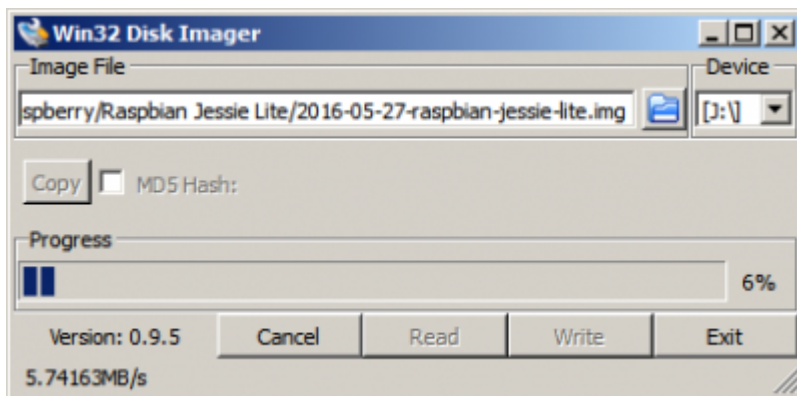 Win32 Disk Imager
Image File
Device
spberry/Raspbian Jessie Lite/2016-05-27-raspbian-jessie-lite.img
[J:\]
Copy
MD5 Hash:
Progress
6%
Version: 0.9.5
Cancel
Read
Write
Exit
5.74163MB/s